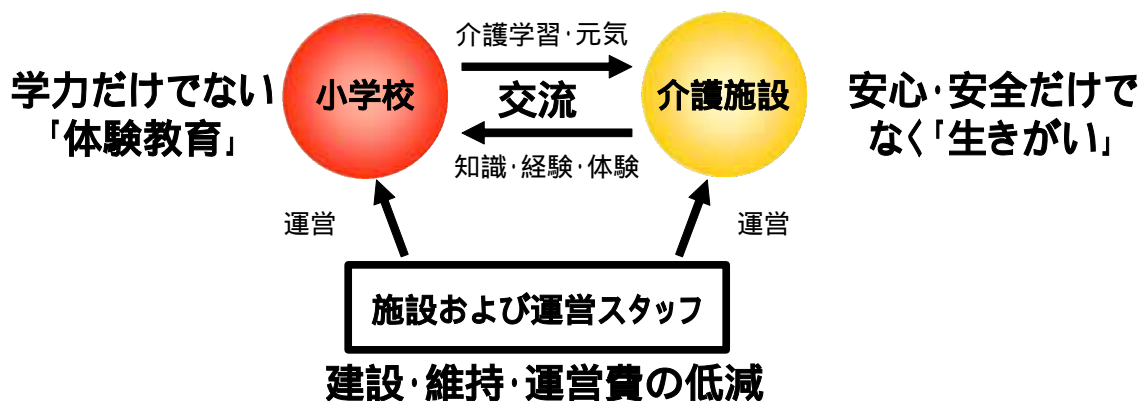 介護学習・元気
学力だけでない
「体験教育」
小学校
交流
介護施設
安心・安全だけで
なく「生きがい」
知識・経験・体験
運営
運営
施設および運営スタッフ
建設・維持・運営費の低減